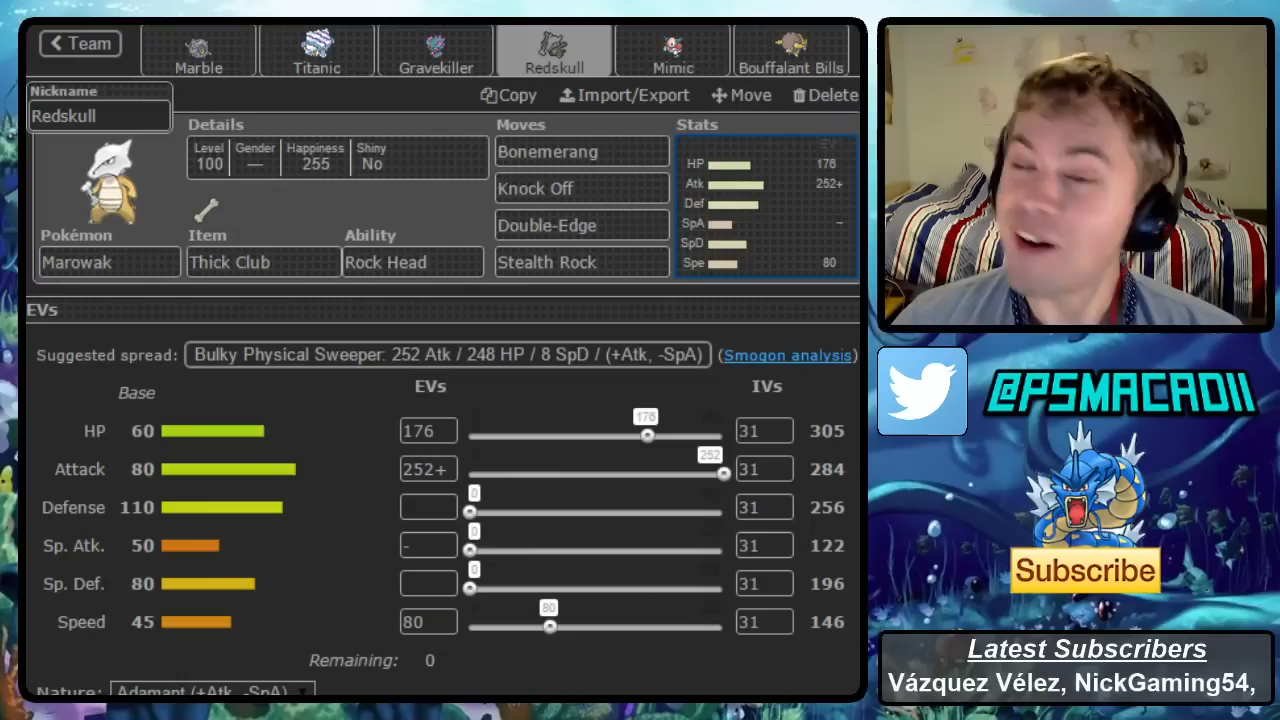 Team
Marble
Titanic
Gravekiller
Redskull
Mimic
Bouffalant Bills
Nickname
Redskull
Copy
Import/Export
Move
Delete
Details
Moves
Stats
Level
100
Gender
—
Happiness
255
Shiny
No
Bonemerang
Knock Off
Double-Edge
Stealth Rock
EV
HP 176
Atk 252+
Def
SpA –
SpD
Spe 80
Pokémon
Item
Ability
Marowak
Thick Club
Rock Head
EVs
Suggested spread: Bulky Physical Sweeper: 252 Atk / 248 HP / 8 SpD / (+Atk, -SpA) (Smogon analysis)
Base EVs IVs
HP 60 176 176 31 305
Attack 80 252+ 252 31 284
Defense 110 0 31 256
Sp. Atk. 50 - 0 31 122
Sp. Def. 80 0 31 196
Speed 45 80 80 31 146
Remaining: 0
Nature: Adamant (+Atk, -SpA)
@PSMACADII
Subscribe
Latest Subscribers
Vázquez Vélez, NickGaming54,